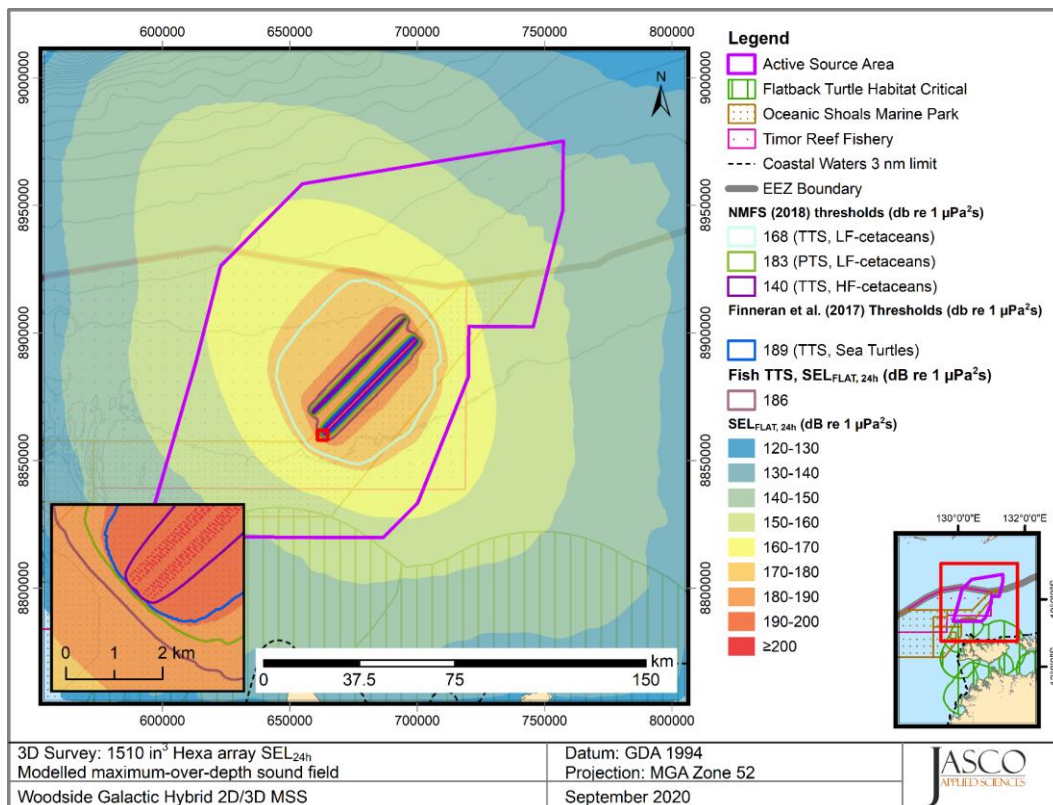 600000 650000 700000 750000 800000
9000000
8950000
8900000
8850000
8800000
9000000
8950000
8900000
8850000
8800000
N
0 1 2 km
km
0 37.5 75 150
600000 650000 700000 750000 800000
Legend
Active Source Area
Flatback Turtle Habitat Critical
Oceanic Shoals Marine Park
Timor Reef Fishery
Coastal Waters 3 nm limit
EEZ Boundary
NMFS (2018) thresholds (db re 1 µPa²s)
168 (TTS, LF-cetaceans)
183 (PTS, LF-cetaceans)
140 (TTS, HF-cetaceans)
Finneran et al. (2017) Thresholds (db re 1 µPa²s)
189 (TTS, Sea Turtles)
Fish TTS, SELFLAT, 24h (dB re 1 µPa²s)
186
SELFLAT, 24h (dB re 1 µPa²s)
120-130
130-140
140-150
150-160
160-170
170-180
180-190
190-200
≥200
130°0'0"E 132°0'0"E
3D Survey: 1510 in³ Hexa array SEL24h
Modelled maximum-over-depth sound field
Woodside Galactic Hybrid 2D/3D MSS
Datum: GDA 1994
Projection: MGA Zone 52
September 2020
JASCO
APPLIED SCIENCES